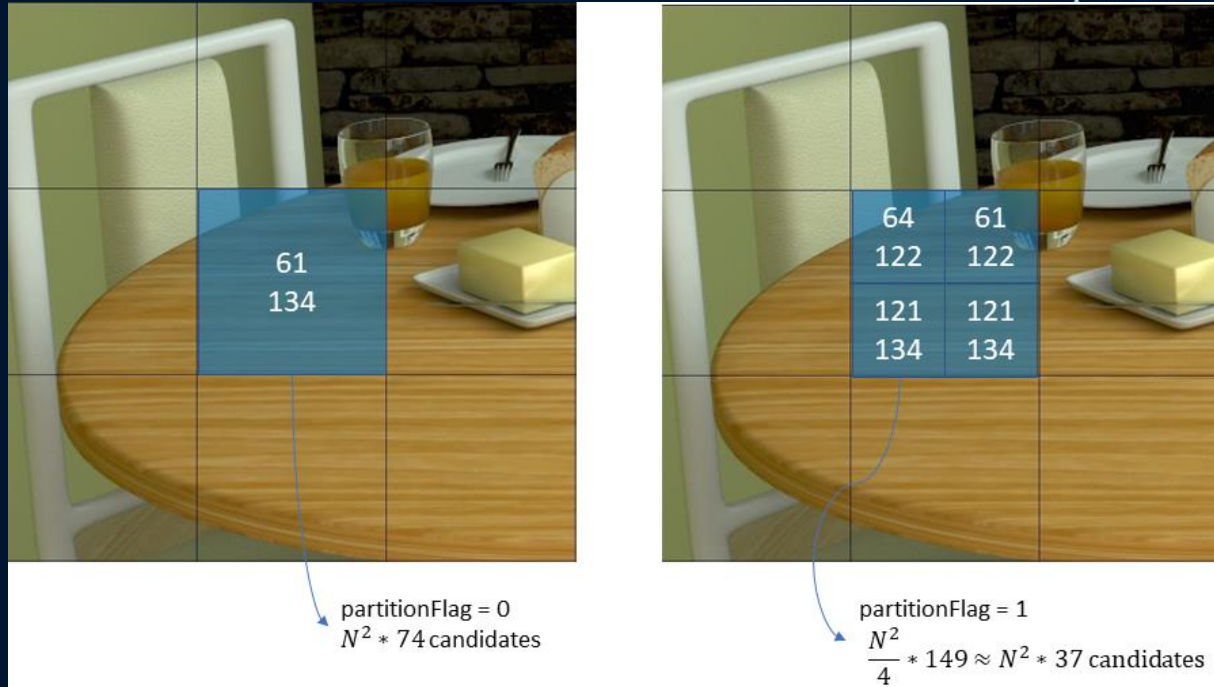 61
134
64
122
61
122
121
134
121
134
partitionFlag = 0
𝑁² * 74 candidates
partitionFlag = 1
𝑁²/4 * 149 ≈ 𝑁² * 37 candidates